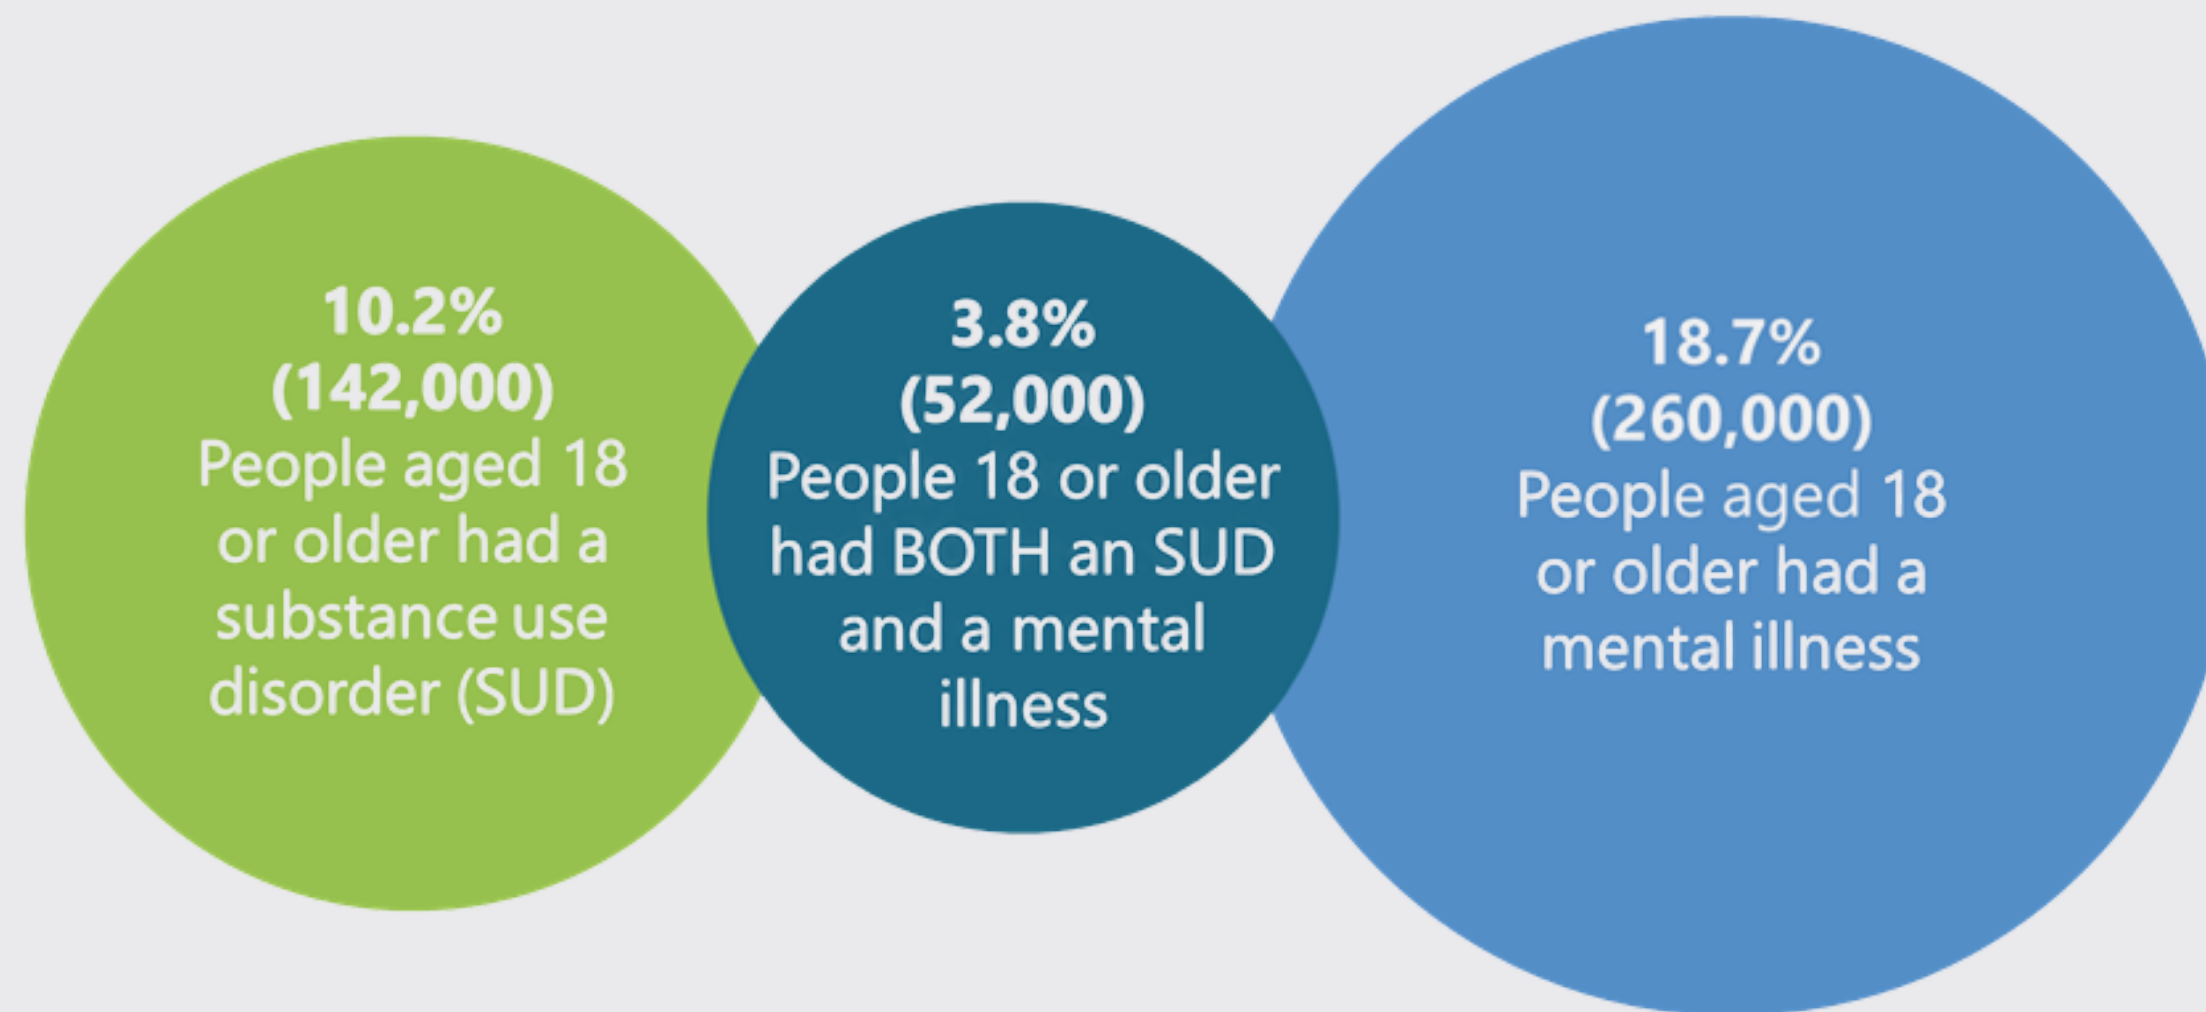 10.2%
(142,000)
People aged 18
or older had a
substance use
disorder (SUD)
3.8%
(52,000)
People 18 or older
had BOTH an SUD
and a mental
illness
18.7%
(260,000)
People aged 18
or older had a
mental illness